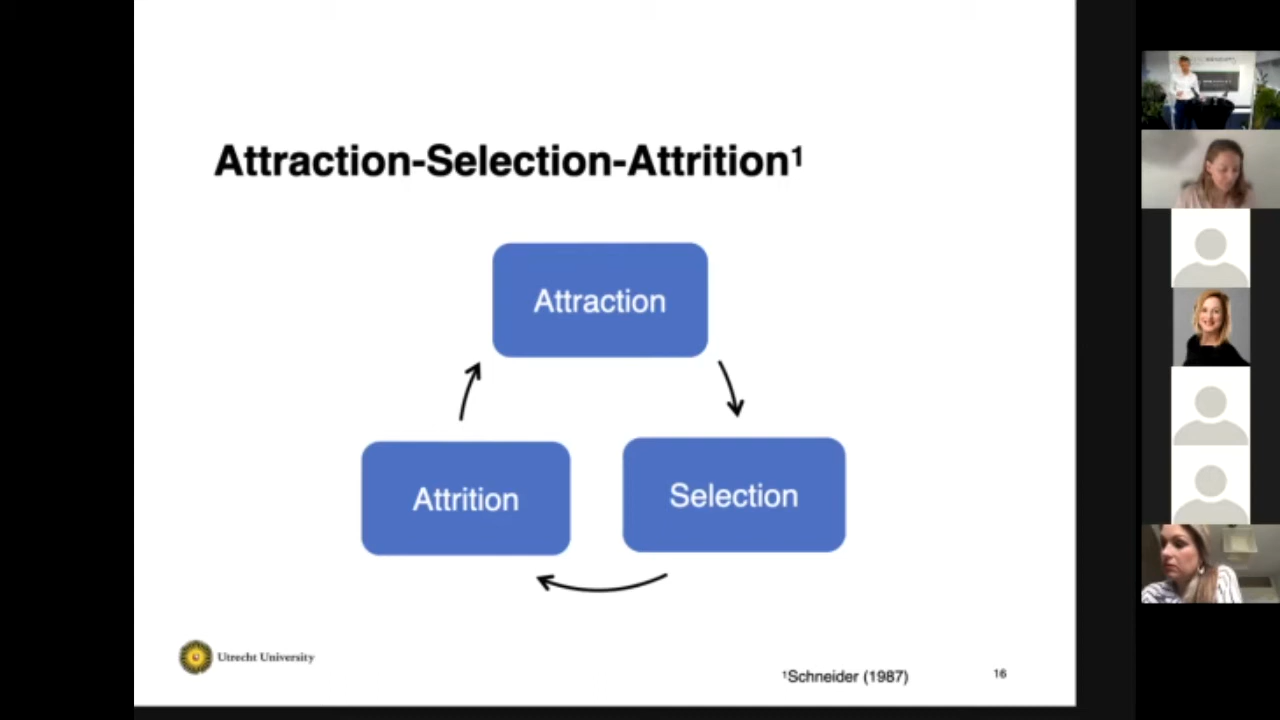 Attraction-Selection-Attrition¹
Attraction
Attrition
Selection
Utrecht University
¹Schneider (1987)
16